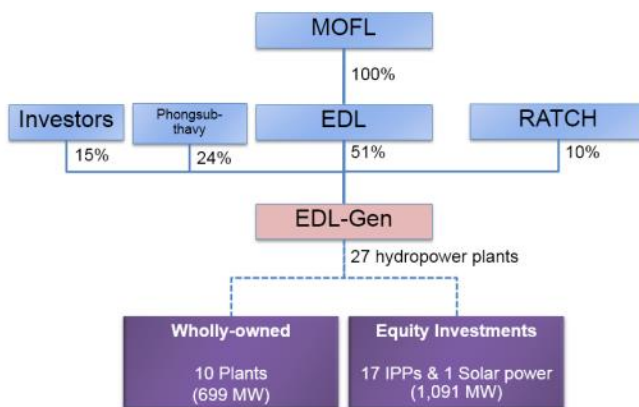 MOFL
100%
Investors
Phongsub-
thavy
EDL
RATCH
15%
24%
51%
10%
EDL-Gen
27 hydropower plants
Wholly-owned
10 Plants
(699 MW)
Equity Investments
17 IPPs & 1 Solar power
(1,091 MW)